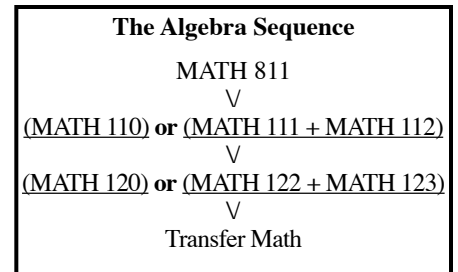 The Algebra Sequence
MATH 811
\/
(MATH 110) or (MATH 111 + MATH 112)
\/
(MATH 120) or (MATH 122 + MATH 123)
\/
Transfer Math